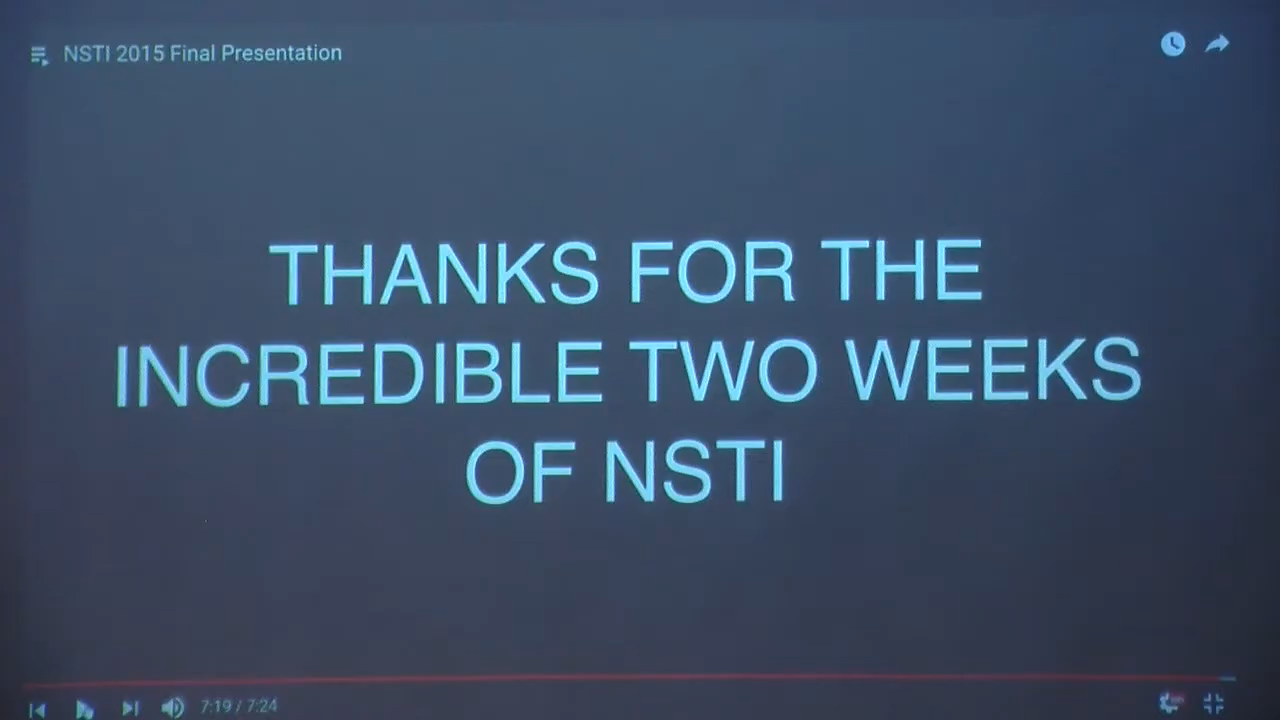 NSTI 2015 Final Presentation
THANKS FOR THE
INCREDIBLE TWO WEEKS
OF NSTI
7:19 / 7:24